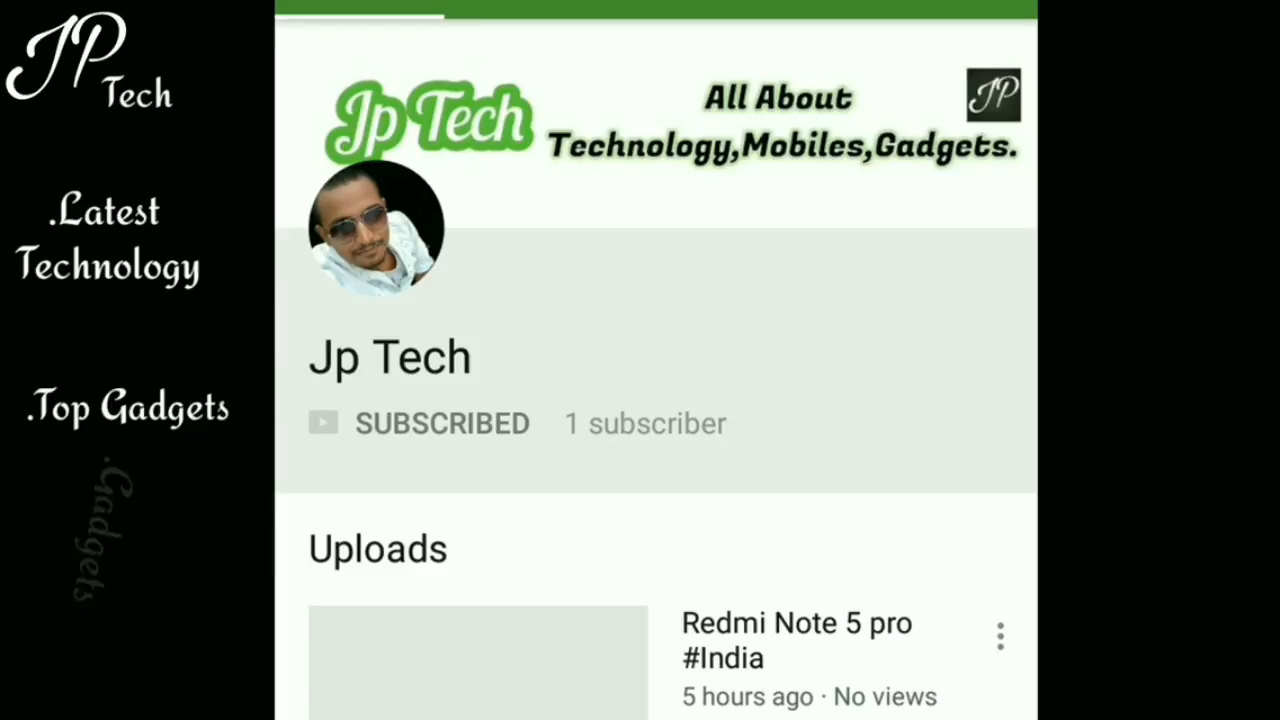 JP
Tech
.Latest
Technology
.Top Gadgets
.Gadgets
Jp Tech
All About
Technology,Mobiles,Gadgets.
JP
Jp Tech
SUBSCRIBED 1 subscriber
Uploads
Redmi Note 5 pro
#India
5 hours ago · No views